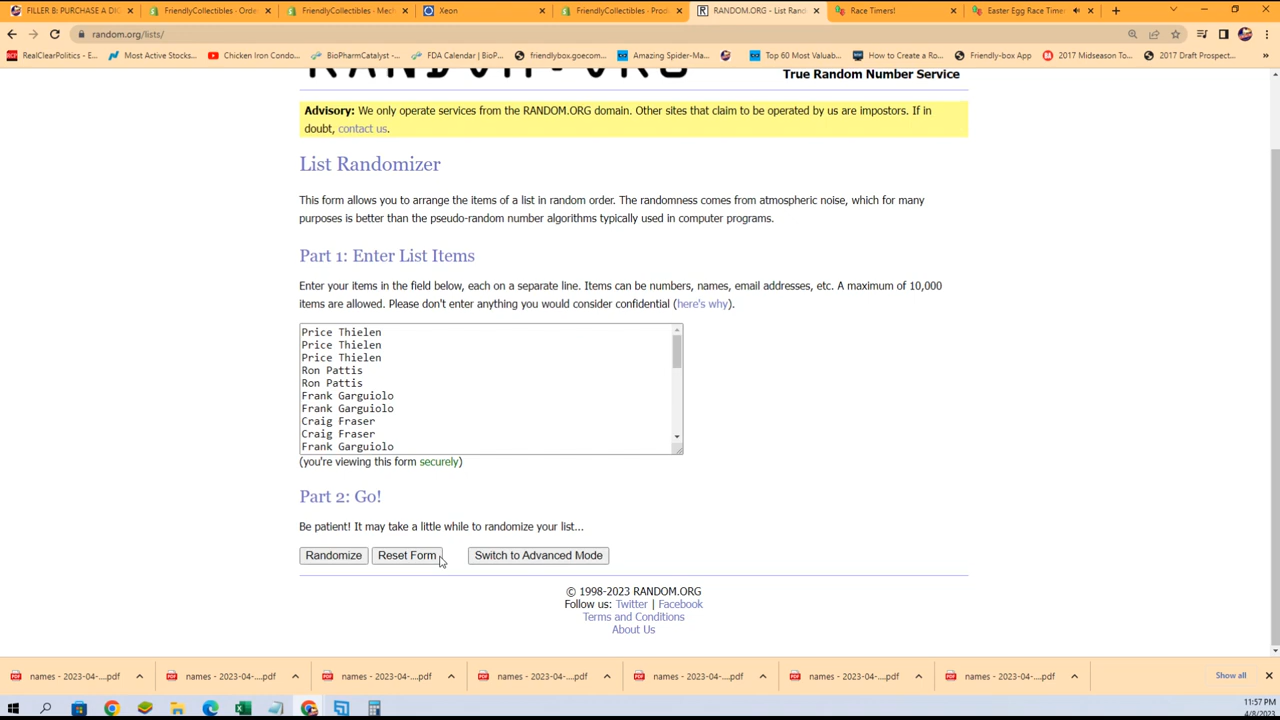 FILLER B: PURCHASE A DI
FriendlyCollectibles - Orde
FriendlyCollectibles - Mech
Xeon
FriendlyCollectibles - Prod
RANDOM.ORG - List Rand
Race Timers!
Easter Egg Race Timer
random.org/lists/
RealClearPolitics - E...
Most Active Stocks...
Chicken Iron Condo...
BioPharmCatalyst -...
FDA Calendar | BioP...
friendlybox.goecom...
Amazing Spider-Ma...
Top 60 Most Valuab...
How to Create a Ro...
Friendly-box App
2017 Midseason To...
2017 Draft Prospect...
RANDOM.ORG
True Random Number Service
Advisory: We only operate services from the RANDOM.ORG domain. Other sites that claim to be operated by us are impostors. If in
doubt, contact us.
List Randomizer
This form allows you to arrange the items of a list in random order. The randomness comes from atmospheric noise, which for many
purposes is better than the pseudo-random number algorithms typically used in computer programs.
Part 1: Enter List Items
Enter your items in the field below, each on a separate line. Items can be numbers, names, email addresses, etc. A maximum of 10,000
items are allowed. Please don't enter anything you would consider confidential (here's why).
Price Thielen
Price Thielen
Price Thielen
Ron Pattis
Ron Pattis
Frank Garguiolo
Frank Garguiolo
Craig Fraser
Craig Fraser
Frank Garguiolo
(you're viewing this form securely)
Part 2: Go!
Be patient! It may take a little while to randomize your list...
Randomize
Reset Form
Switch to Advanced Mode
© 1998-2023 RANDOM.ORG
Follow us: Twitter | Facebook
Terms and Conditions
About Us
names - 2023-04-....pdf
names - 2023-04-....pdf
names - 2023-04-....pdf
names - 2023-04-....pdf
names - 2023-04-....pdf
names - 2023-04-....pdf
names - 2023-04-....pdf
Show all
11:57 PM
4/8/2023